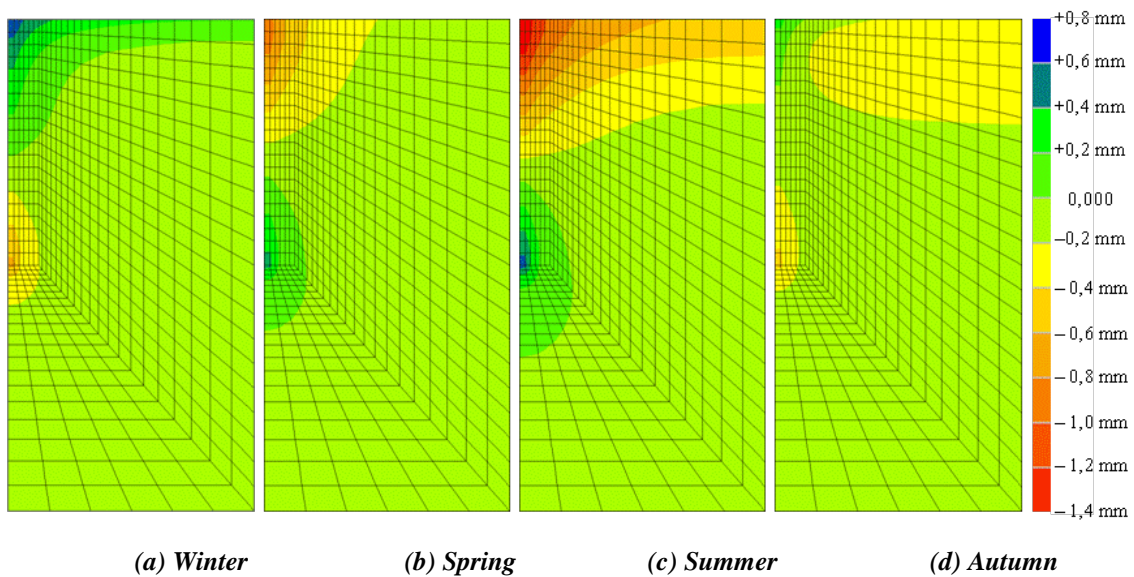 +0,8 mm
+0,6 mm
+0,4 mm
+0,2 mm
0,000
−0,2 mm
−0,4 mm
−0,6 mm
−0,8 mm
−1,0 mm
−1,2 mm
−1,4 mm
(a) Winter (b) Spring (c) Summer (d) Autumn